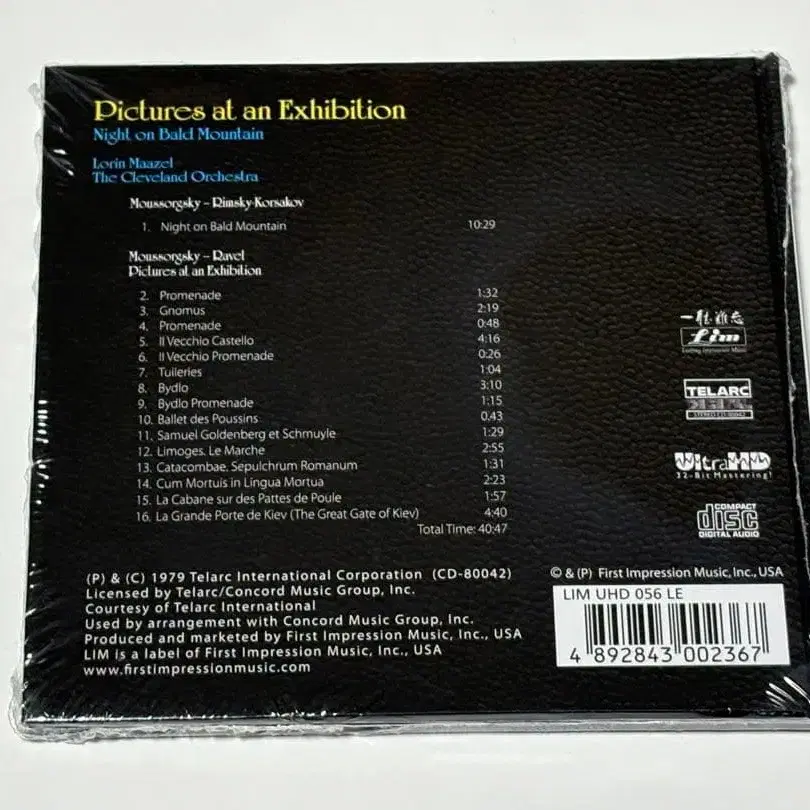 Pictures at an Exhibition
Night on Bald Mountain
Lorin Maazel
The Cleveland Orchestra
Moussorgsky – Rimsky-Korsakov
1. Night on Bald Mountain 10:29
Moussorgsky – Ravel
Pictures at an Exhibition
2. Promenade 1:32
3. Gnomus 2:19
4. Promenade 0:48
5. Il Vecchio Castello 4:16
6. Il Vecchio Promenade 0:26
7. Tuileries 1:04
8. Bydlo 3:10
9. Bydlo Promenade 1:15
10. Ballet des Poussins 0.43
11. Samuel Goldenberg et Schmuyle 1:29
12. Limoges. Le Marche 2:55
13. Catacombae. Sepulchrum Romanum 1:31
14. Cum Mortuis in Lingua Mortua 2:23
15. La Cabane sur des Pattes de Poule 1:57
16. La Grande Porte de Kiev (The Great Gate of Kiev) 4:40
Total Time: 40:47
一聽難忘
Lim
Lasting Impression Music
TELARC
DIGITAL
UltraHD
32-Bit Mastering!
COMPACT
disc
DIGITAL AUDIO
(P) & (C) 1979 Telarc International Corporation (CD-80042)
Licensed by Telarc/Concord Music Group, Inc.
Courtesy of Telarc International
Used by arrangement with Concord Music Group, Inc.
Produced and marketed by First Impression Music, Inc., USA
LIM is a label of First Impression Music, Inc., USA
www.firstimpressionmusic.com
© & (P) First Impression Music, Inc., USA
LIM UHD 056 LE
4 892843 002367